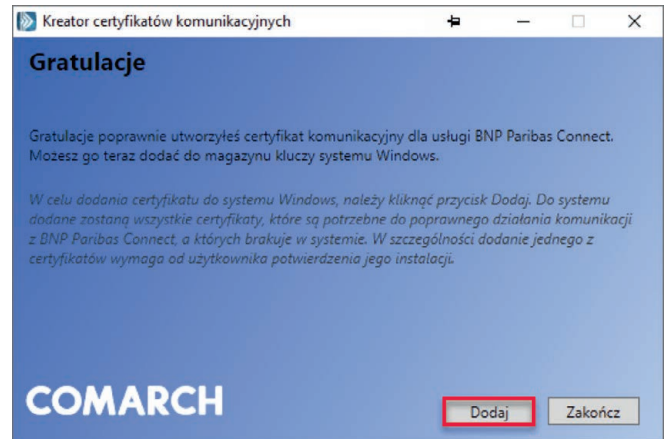 Kreator certyfikatów komunikacyjnych
Gratulacje
Gratulacje poprawnie utworzyłeś certyfikat komunikacyjny dla usługi BNP Paribas Connect.
Możesz go teraz dodać do magazynu kluczy systemu Windows.
W celu dodania certyfikatu do systemu Windows, należy kliknąć przycisk Dodaj. Do systemu
dodane zostaną wszystkie certyfikaty, które są potrzebne do poprawnego działania komunikacji
z BNP Paribas Connect, a których brakuje w systemie. W szczególności dodanie jednego z
certyfikatów wymaga od użytkownika potwierdzenia jego instalacji.
COMARCH
Dodaj
Zakończ